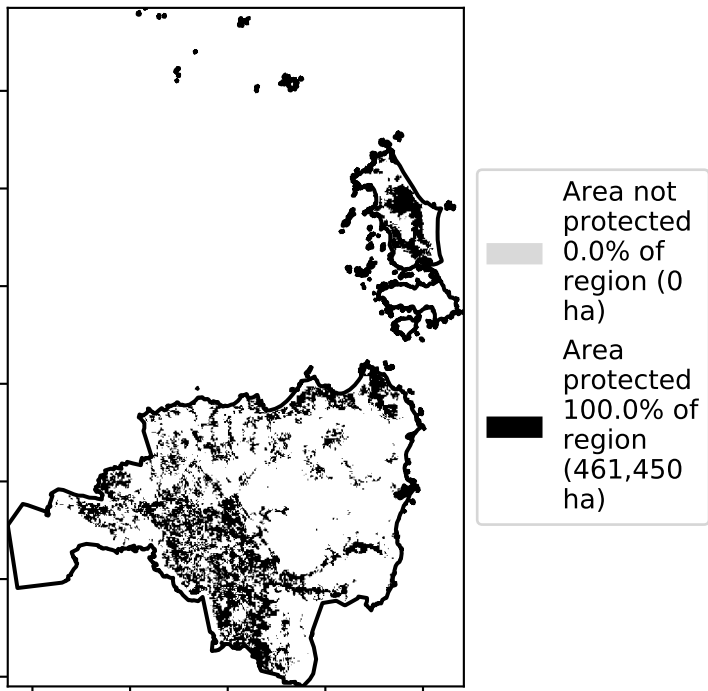 Area not
protected
0.0% of
region (0
ha)
Area
protected
100.0% of
region
(461,450
ha)